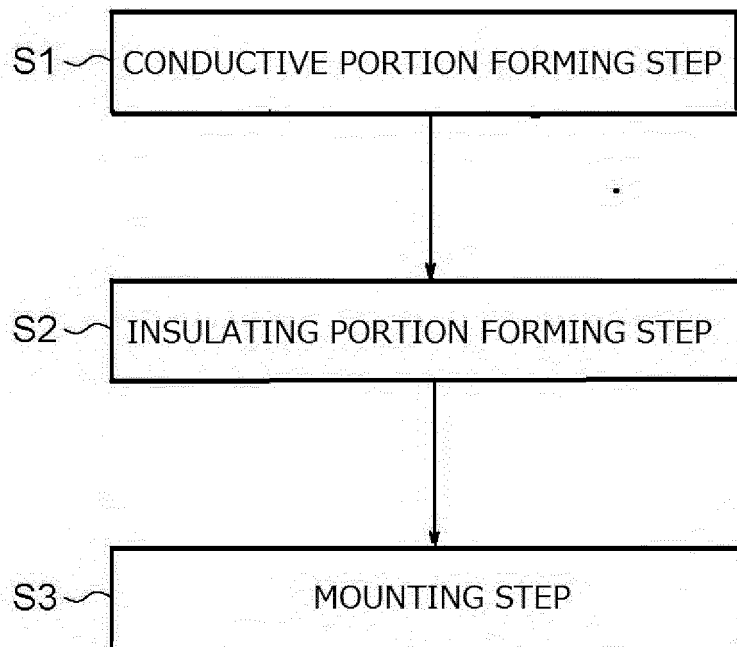 S1 CONDUCTIVE PORTION FORMING STEP
S2 INSULATING PORTION FORMING STEP
S3 MOUNTING STEP